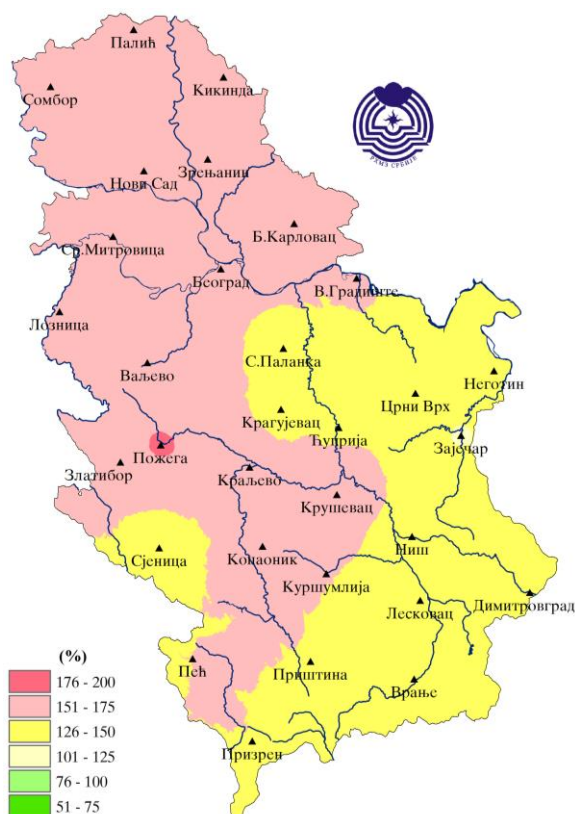 Палић
Кикинда
Сомбор
Зрењанин
Нови Сад
РХМЗ СРБИЈЕ
Б.Карловац
Ср.Митровица
Београд
В.Градиште
Лозница
С.Паланка
Ваљево
Неготин
Црни Врх
Крагујевац
Ћуприја
Зајечар
Пожега
Златибор
Краљево
Крушевац
Ниш
Сјеница
Копаоник
Куршумлија
Димитровград
Лесковац
Пећ
Приштина
Врање
Призрен
(%)
176 - 200
151 - 175
126 - 150
101 - 125
76 - 100
51 - 75